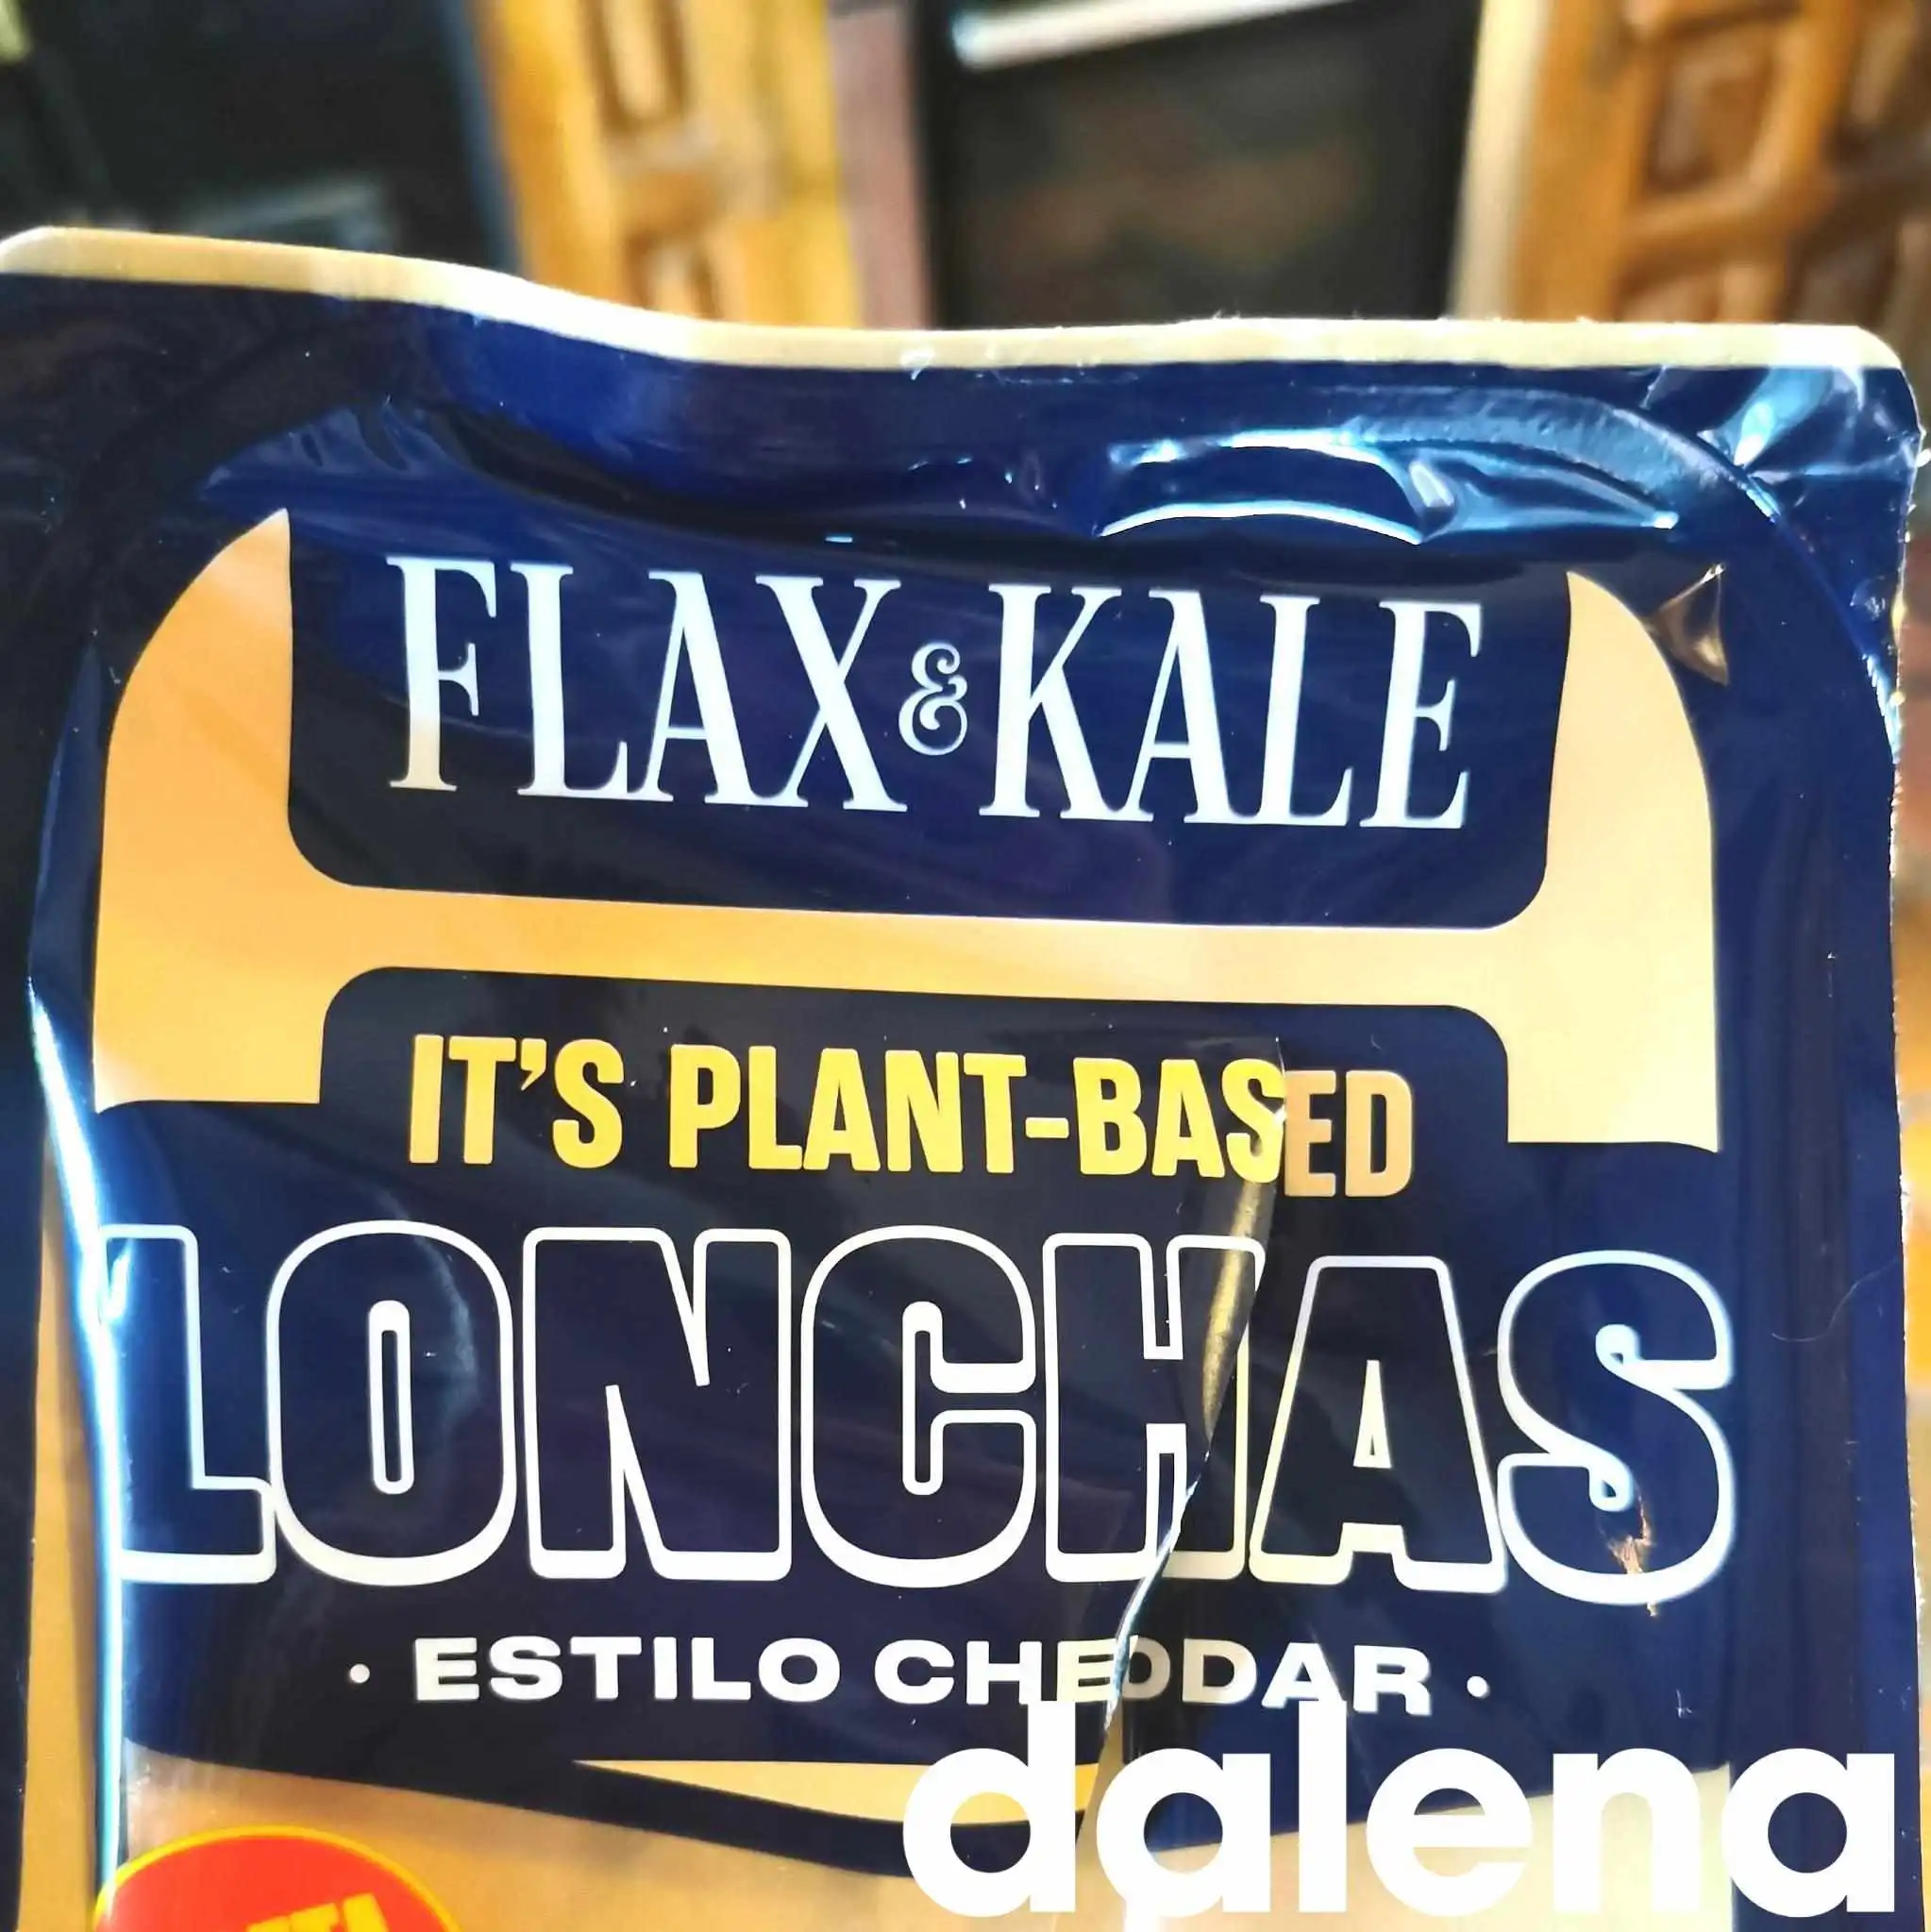 FLAX & KALE
IT'S PLANT-BASED
LONCHAS
• ESTILO CHEDDAR •
dalena